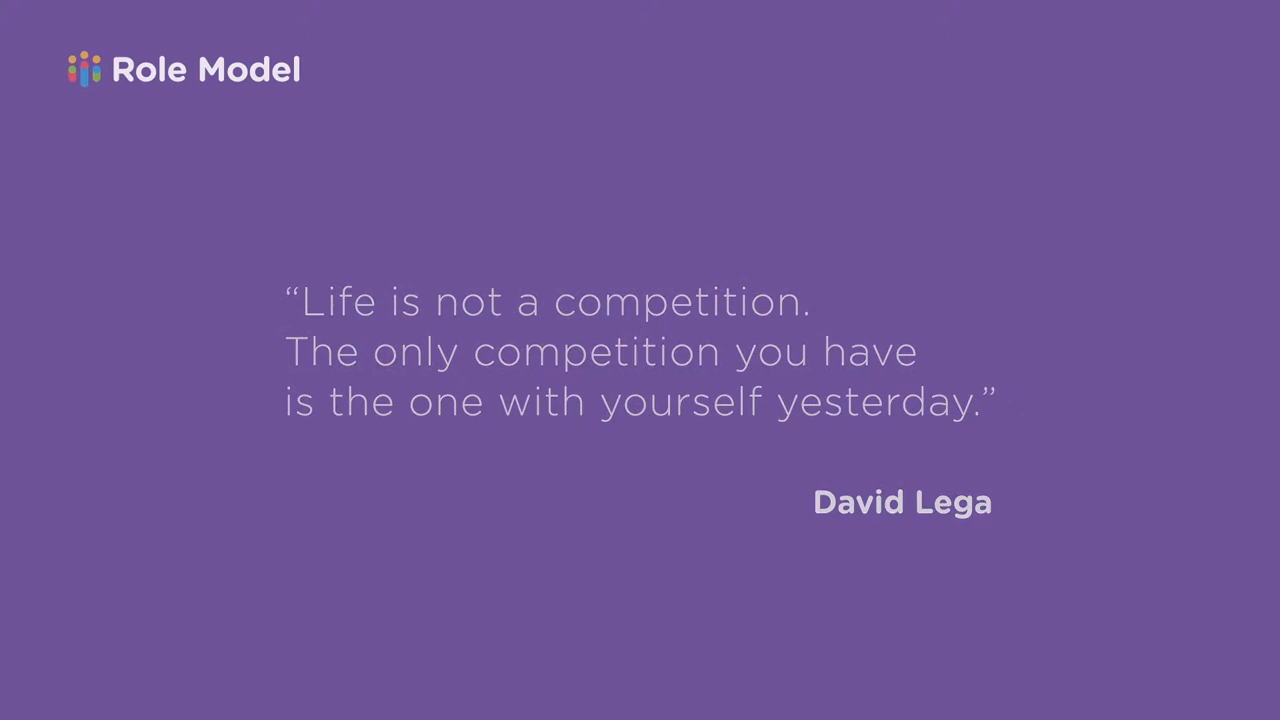 Role Model
“Life is not a competition.
The only competition you have
is the one with yourself yesterday.”
David Lega